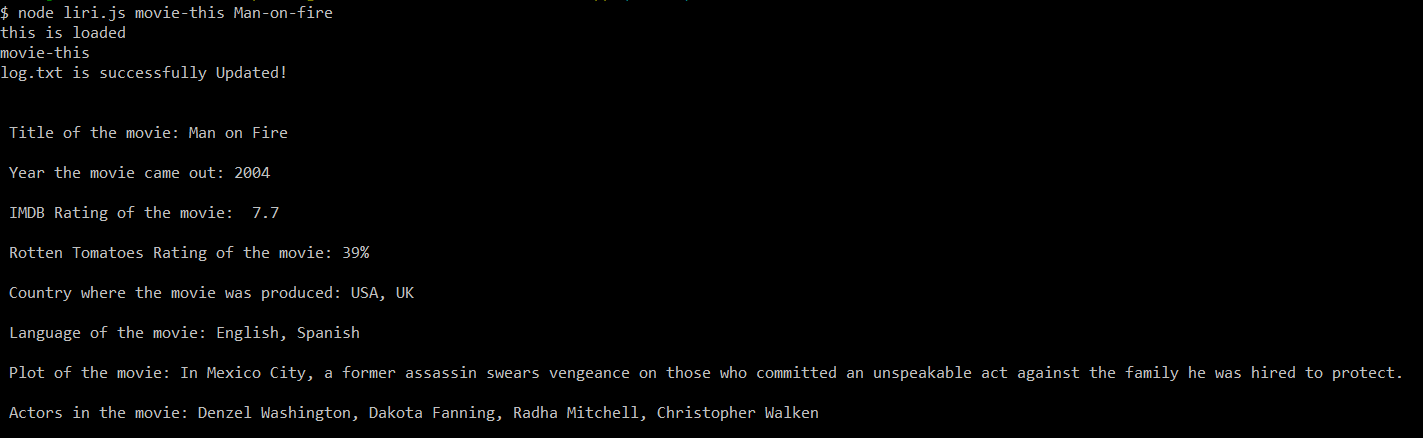 $ node liri.js movie-this Man-on-fire
this is loaded
movie-this
log.txt is successfully Updated!
Title of the movie: Man on Fire
Year the movie came out: 2004
IMDB Rating of the movie:  7.7
Rotten Tomatoes Rating of the movie: 39%
Country where the movie was produced: USA, UK
Language of the movie: English, Spanish
Plot of the movie: In Mexico City, a former assassin swears vengeance on those who committed an unspeakable act against the family he was hired to protect.
Actors in the movie: Denzel Washington, Dakota Fanning, Radha Mitchell, Christopher Walken